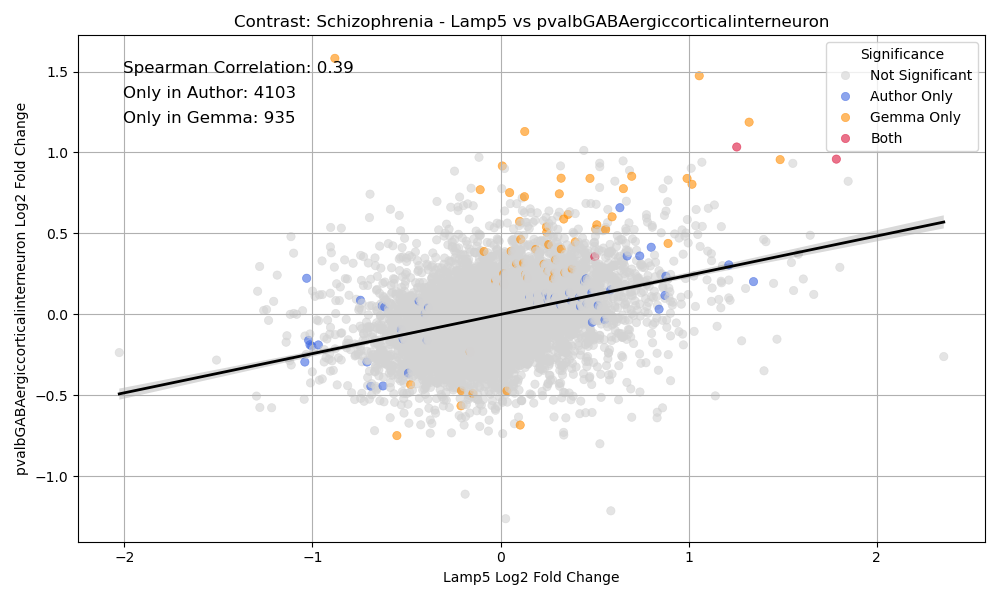 Contrast: Schizophrenia - Lamp5 vs pvalbGABAergiccorticalinterneuron
Spearman Correlation: 0.39
Only in Author: 4103
Only in Gemma: 935
Significance
Not Significant
Author Only
Gemma Only
Both
pvalbGABAergiccorticalinterneuron Log2 Fold Change
1.5
1.0
0.5
0.0
−0.5
−1.0
−2
−1
0
1
2
Lamp5 Log2 Fold Change